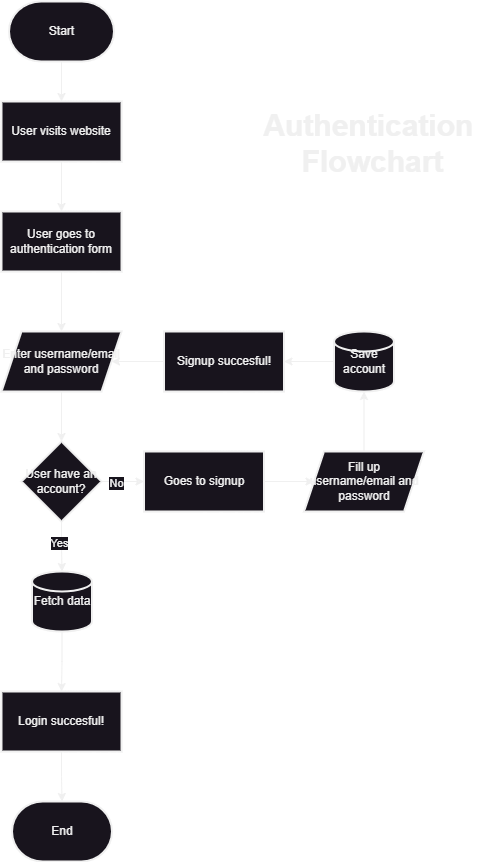 Start
Authentication
Flowchart
User visits website
User goes to
authentication form
Enter username/email
and password
Signup succesful!
Save
account
User have an
account?
No
Goes to signup
Fill up
username/email and
password
Yes
Fetch data
Login succesful!
End